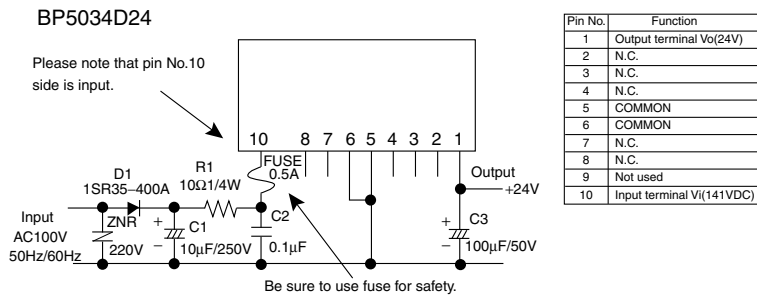 BP5034D24
Please note that pin No.10
side is input.
10 8 7 6 5 4 3 2 1
FUSE
0.5A
D1
1SR35–400A
R1
10Ω1/4W
Output
+24V
Input
AC100V
50Hz/60Hz
ZNR
220V
+
–
C1
10µF/250V
C2
0.1µF
+
–
C3
100µF/50V
Be sure to use fuse for safety.
Pin No. Function
1 Output terminal Vo(24V)
2 N.C.
3 N.C.
4 N.C.
5 COMMON
6 COMMON
7 N.C.
8 N.C.
9 Not used
10 Input terminal Vi(141VDC)